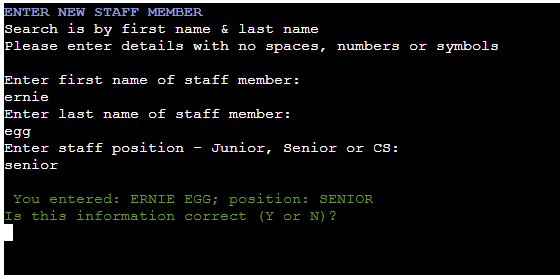 ENTER NEW STAFF MEMBER
Search is by first name & last name
Please enter details with no spaces, numbers or symbols
Enter first name of staff member:
ernie
Enter last name of staff member:
egg
Enter staff position - Junior, Senior or CS:
senior
You entered: ERNIE EGG; position: SENIOR
Is this information correct (Y or N)?